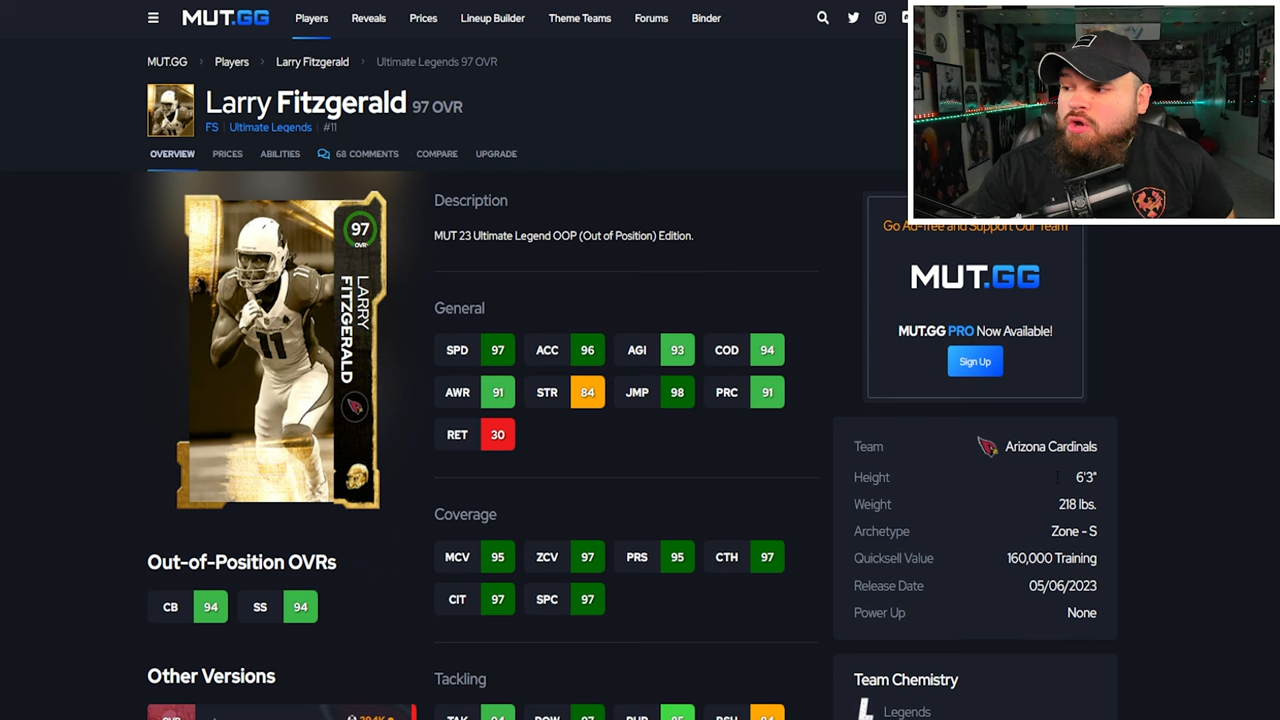 MUT.GG
Players
Reveals
Prices
Lineup Builder
Theme Teams
Forums
Binder
MUT.GG > Players > Larry Fitzgerald > Ultimate Legends 97 OVR
Larry Fitzgerald 97 OVR
FS | Ultimate Legends | #11
OVERVIEW
PRICES
ABILITIES
68 COMMENTS
COMPARE
UPGRADE
97
OVR
LARRY
FITZGERALD
11
Out-of-Position OVRs
CB 94
SS 94
Other Versions
OVR
Description
MUT 23 Ultimate Legend OOP (Out of Position) Edition.
General
SPD 97 ACC 96 AGI 93 COD 94
AWR 91 STR 84 JMP 98 PRC 91
RET 30
Coverage
MCV 95 ZCV 97 PRS 95 CTH 97
CIT 97 SPC 97
Tackling
Go Ad-free and Support Our Team
MUT.GG
MUT.GG PRO Now Available!
Sign Up
Team Arizona Cardinals
Height 6'3"
Weight 218 lbs.
Archetype Zone - S
Quicksell Value 160,000 Training
Release Date 05/06/2023
Power Up None
Team Chemistry
Legends